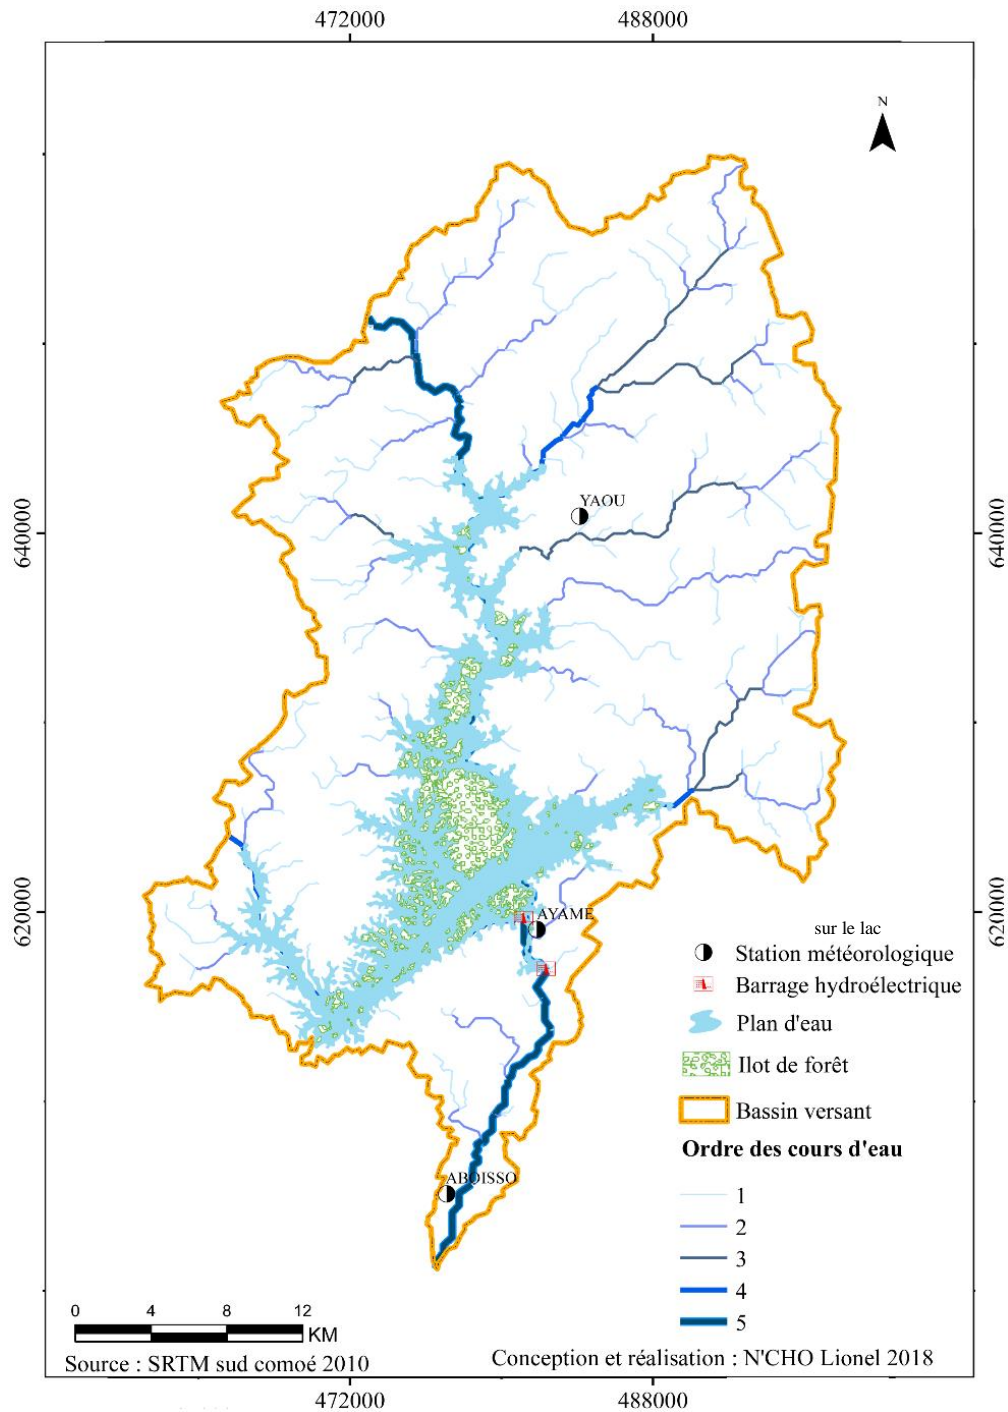 472000 488000
N
YAOU
640000 640000
620000 620000
AYAME
sur le lac
Station météorologique
Barrage hydroélectrique
Plan d'eau
Ilot de forêt
Bassin versant
Ordre des cours d'eau
ABOISSO
1
2
3
4
5
0 4 8 12
KM
Source : SRTM sud comoé 2010
Conception et réalisation : N'CHO Lionel 2018
472000 488000